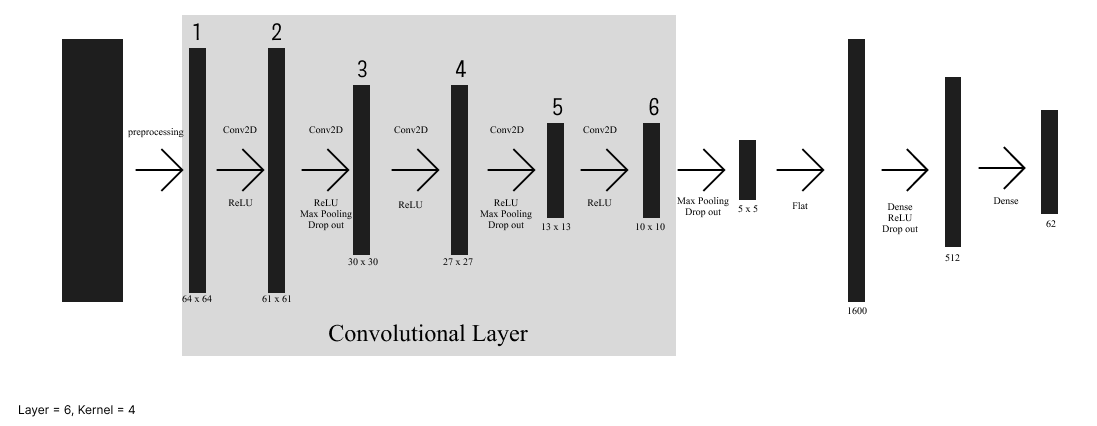 1
2
3
4
5
6
preprocessing
Conv2D
Conv2D
Conv2D
Conv2D
Conv2D
ReLU
ReLU
Max Pooling
Drop out
ReLU
ReLU
Max Pooling
Drop out
ReLU
Max Pooling
Drop out
Flat
Dense
ReLU
Drop out
Dense
64 x 64
61 x 61
30 x 30
27 x 27
13 x 13
10 x 10
5 x 5
1600
512
62
Convolutional Layer
Layer = 6, Kernel = 4